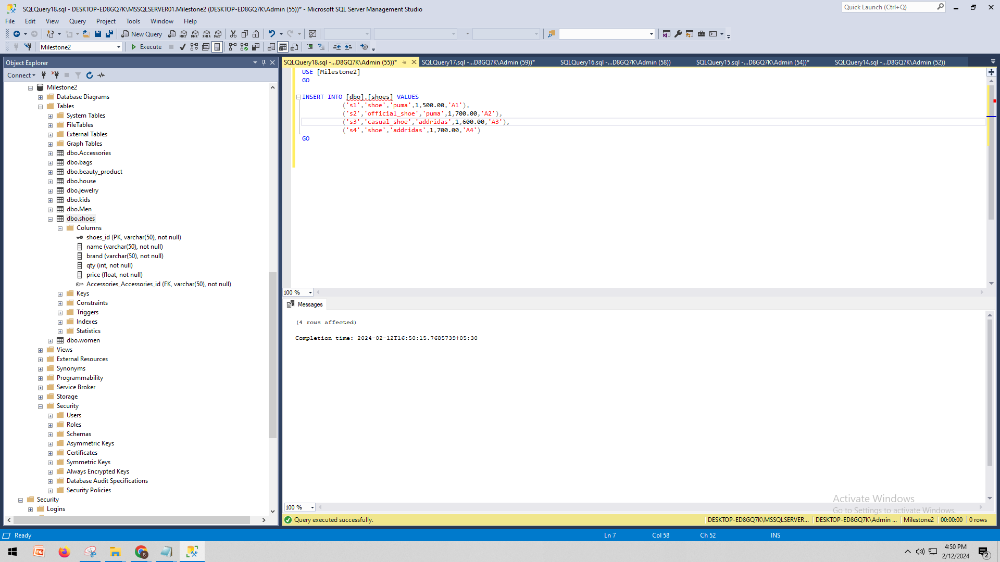 SQLQuery18.sql - DESKTOP-ED8GQ7K\MSSQLSERVER01.Milestone2 (DESKTOP-ED8GQ7K\Admin (55))* - Microsoft SQL Server Management Studio
Quick Launch (Ctrl+Q)
File Edit View Query Project Tools Window Help
New Query
MDX DMX XMLA DAX
Milestone2
Execute
Object Explorer
SQLQuery18.sql -...D8GQ7K\Admin (55))* SQLQuery17.sql -...D8GQ7K\Admin (59))* SQLQuery16.sql -...D8GQ7K\Admin (58)) SQLQuery15.sql -...D8GQ7K\Admin (54))* SQLQuery14.sql -...D8GQ7K\Admin (52))
Connect
Milestone2
Database Diagrams
Tables
System Tables
FileTables
External Tables
Graph Tables
dbo.Accessories
dbo.bags
dbo.beauty_product
dbo.house
dbo.jewelry
dbo.kids
dbo.Men
dbo.shoes
Columns
shoes_id (PK, varchar(50), not null)
name (varchar(50), not null)
brand (varchar(50), not null)
qty (int, not null)
price (float, not null)
Accessories_Accessories_id (FK, varchar(50), not null)
Keys
Constraints
Triggers
Indexes
Statistics
dbo.women
Views
External Resources
Synonyms
Programmability
Service Broker
Storage
Security
Users
Roles
Schemas
Asymmetric Keys
Certificates
Symmetric Keys
Always Encrypted Keys
Database Audit Specifications
Security Policies
Security
Logins
USE [Milestone2]
GO
INSERT INTO [dbo].[shoes] VALUES
('s1','shoe','puma',1,500.00,'A1'),
('s2','official_shoe','puma',1,700.00,'A2'),
('s3','casual_shoe','addridas',1,600.00,'A3'),
('s4','shoe','addridas',1,700.00,'A4')
GO
100 %
Messages
(4 rows affected)
Completion time: 2024-02-12T16:50:15.7685739+05:30
Activate Windows
Go to Settings to activate Windows.
100 %
Query executed successfully. DESKTOP-ED8GQ7K\MSSQLSERVER... DESKTOP-ED8GQ7K\Admin ... Milestone2 00:00:00 0 rows
Ready Ln 7 Col 58 Ch 52 INS
4:50 PM
2/12/2024
2